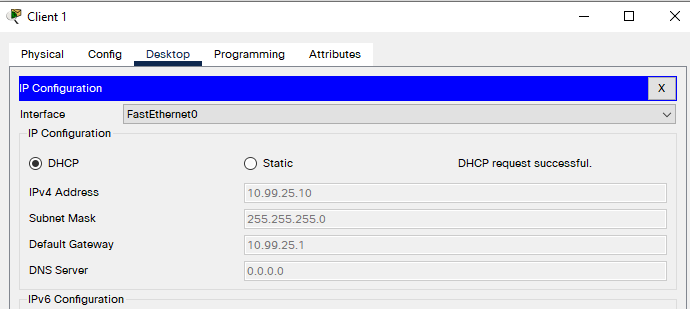 Client 1
Physical Config Desktop Programming Attributes
IP Configuration X
Interface FastEthernet0
IP Configuration
DHCP Static DHCP request successful.
IPv4 Address 10.99.25.10
Subnet Mask 255.255.255.0
Default Gateway 10.99.25.1
DNS Server 0.0.0.0
IPv6 Configuration